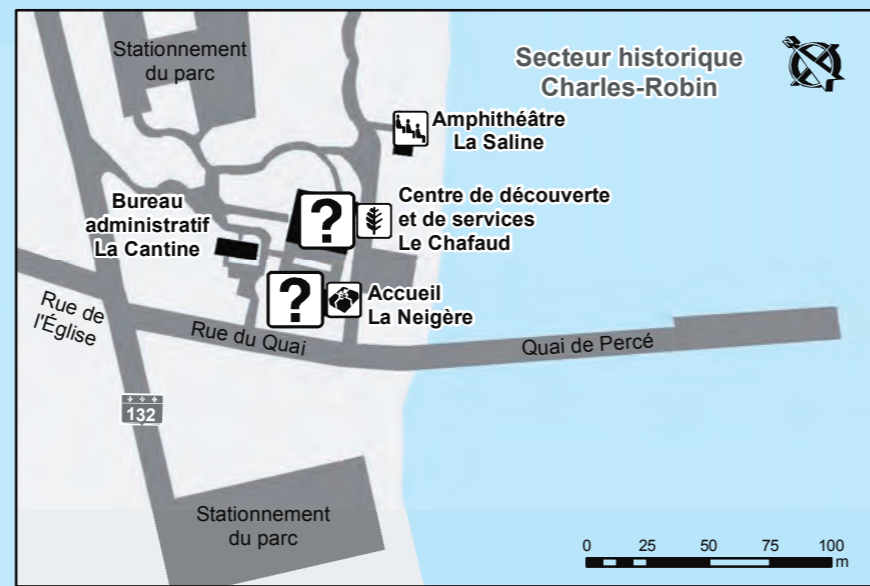 Stationnement
du parc
Secteur historique
Charles-Robin
Amphithéâtre
La Saline
Bureau
administratif
La Cantine
?
Centre de découverte
et de services
Le Chafaud
?
Accueil
La Neigère
Rue de
l'Église
Rue du Quai
Quai de Percé
132
Stationnement
du parc
0 25 50 75 100
m